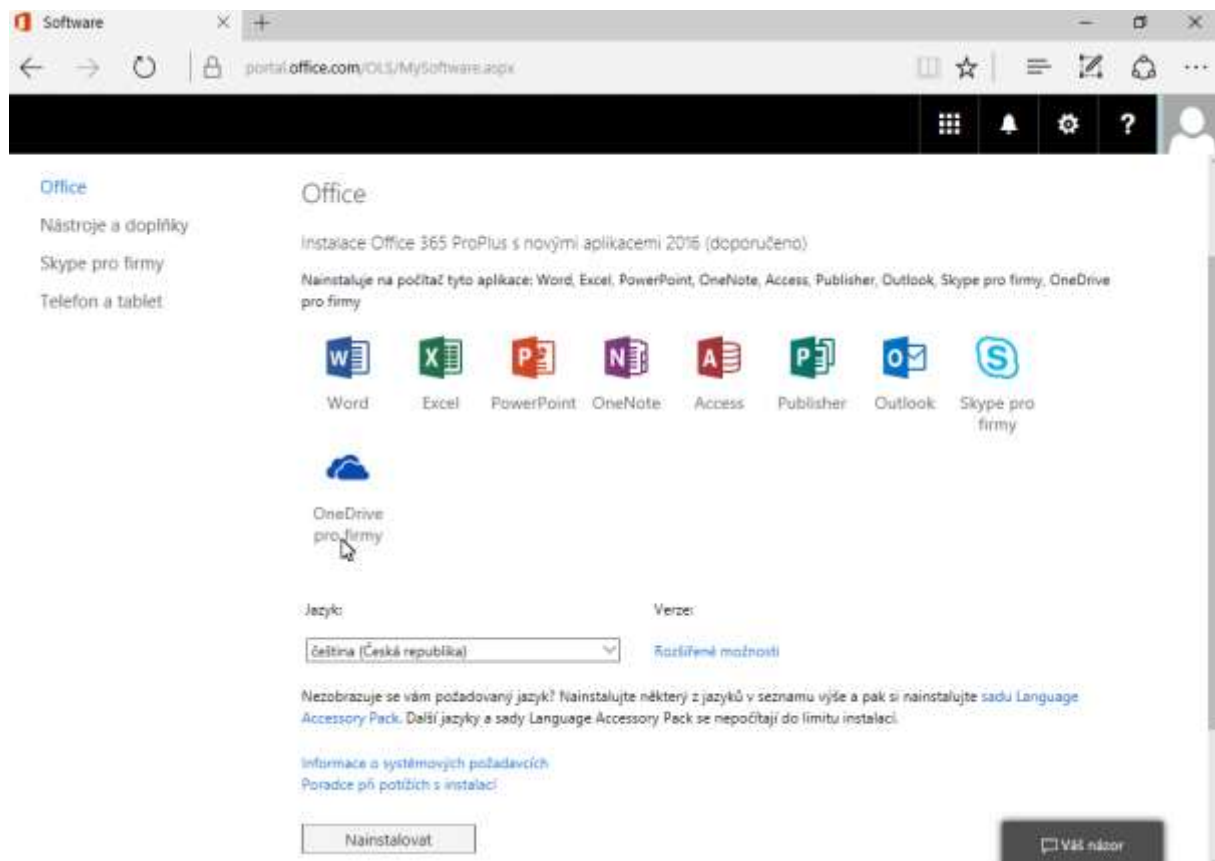 Software
portal.office.com/OLS/MySoftware.aspx
?
Office
Nástroje a doplňky
Skype pro firmy
Telefon a tablet
Office
Instalace Office 365 ProPlus s novými aplikacemi 2016 (doporučeno)
Nainstaluje na počítač tyto aplikace: Word, Excel, PowerPoint, OneNote, Access, Publisher, Outlook, Skype pro firmy, OneDrive
pro firmy
Word Excel PowerPoint OneNote Access Publisher Outlook Skype pro
firmy
OneDrive
pro firmy
Jazyk: Verze:
čeština (Česká republika) Rozšířené možnosti
Nezobrazuje se vám požadovaný jazyk? Nainstalujte některý z jazyků v seznamu výše a pak si nainstalujte sadu Language
Accessory Pack. Další jazyky a sady Language Accessory Pack se nepočítají do limitu instalací.
Informace o systémových požadavcích
Poradce při potížích s instalací
Nainstalovat
Váš názor